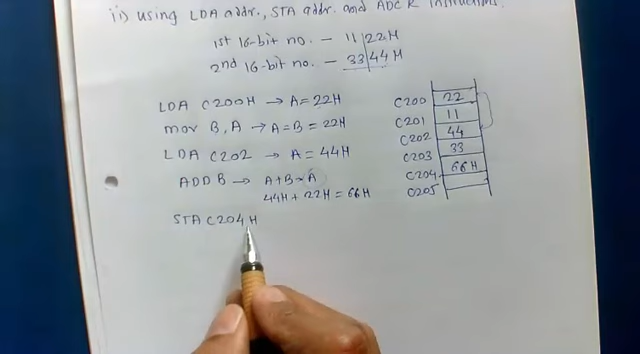 ii) using LDA addr., STA addr. and ADC R instructions.
1st 16-bit no. - 11|22H
2nd 16-bit no. - 33|44H
LDA C200H → A=22H
mov B,A → A=B=22H
LDA C202 → A=44H
ADD B → A+B→A
44H+22H=66H
STA C204H
C200 22
C201 11
C202 44
C203 33
C204 66H
C205